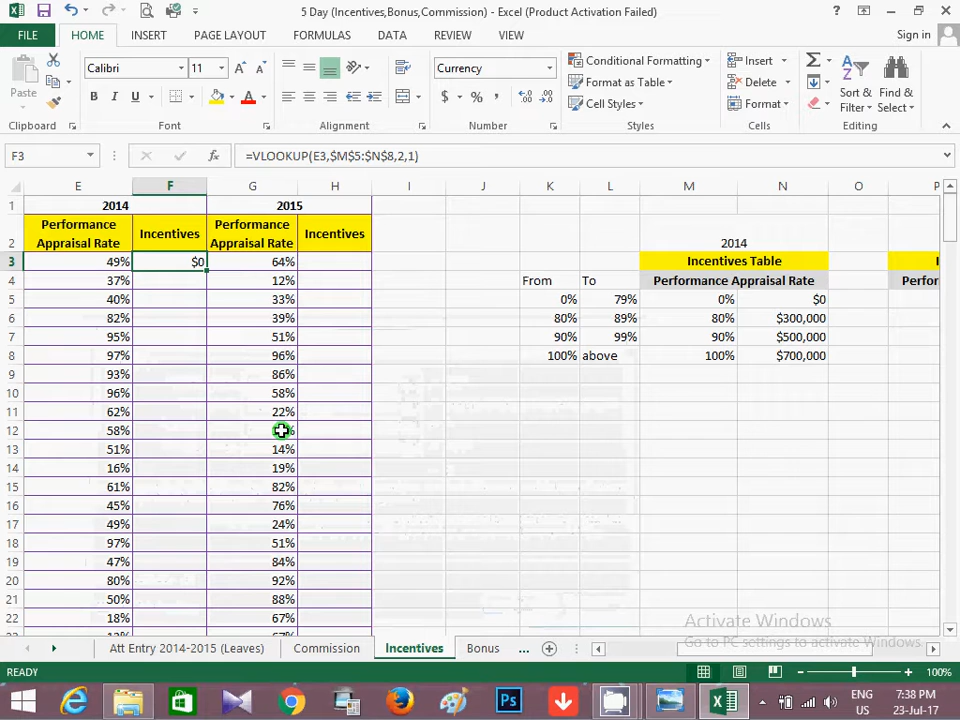 5 Day (Incentives,Bonus,Commission) - Excel (Product Activation Failed)
?
FILE HOME INSERT PAGE LAYOUT FORMULAS DATA REVIEW VIEW Sign in
Calibri 11 Currency Conditional Formatting Insert
Paste B I U $ % , Format as Table Delete Sort & Find &
Cell Styles Format Filter Select
Clipboard Font Alignment Number Styles Cells Editing
F3 =VLOOKUP(E3,$M$5:$N$8,2,1)
E F G H I J K L M N O P
1 2014 2015
2 Performance Appraisal Rate Incentives Performance Appraisal Rate Incentives 2014
3 49% $0 64% Incentives Table I
4 37% 12% From To Performance Appraisal Rate Perfor
5 40% 33% 0% 79% 0% $0
6 82% 39% 80% 89% 80% $300,000
7 95% 51% 90% 99% 90% $500,000
8 97% 96% 100% above 100% $700,000
9 93% 86%
10 96% 58%
11 62% 22%
12 58%
13 51% 14%
14 16% 19%
15 61% 82%
16 45% 76%
17 49% 24%
18 97% 51%
19 47% 84%
20 80% 92%
21 50% 88%
22 18% 67%
Activate Windows
Go to PC settings to activate Windows.
Att Entry 2014-2015 (Leaves) Commission Incentives Bonus ...
READY 100%
Ps ENG 7:38 PM
US 23-Jul-17